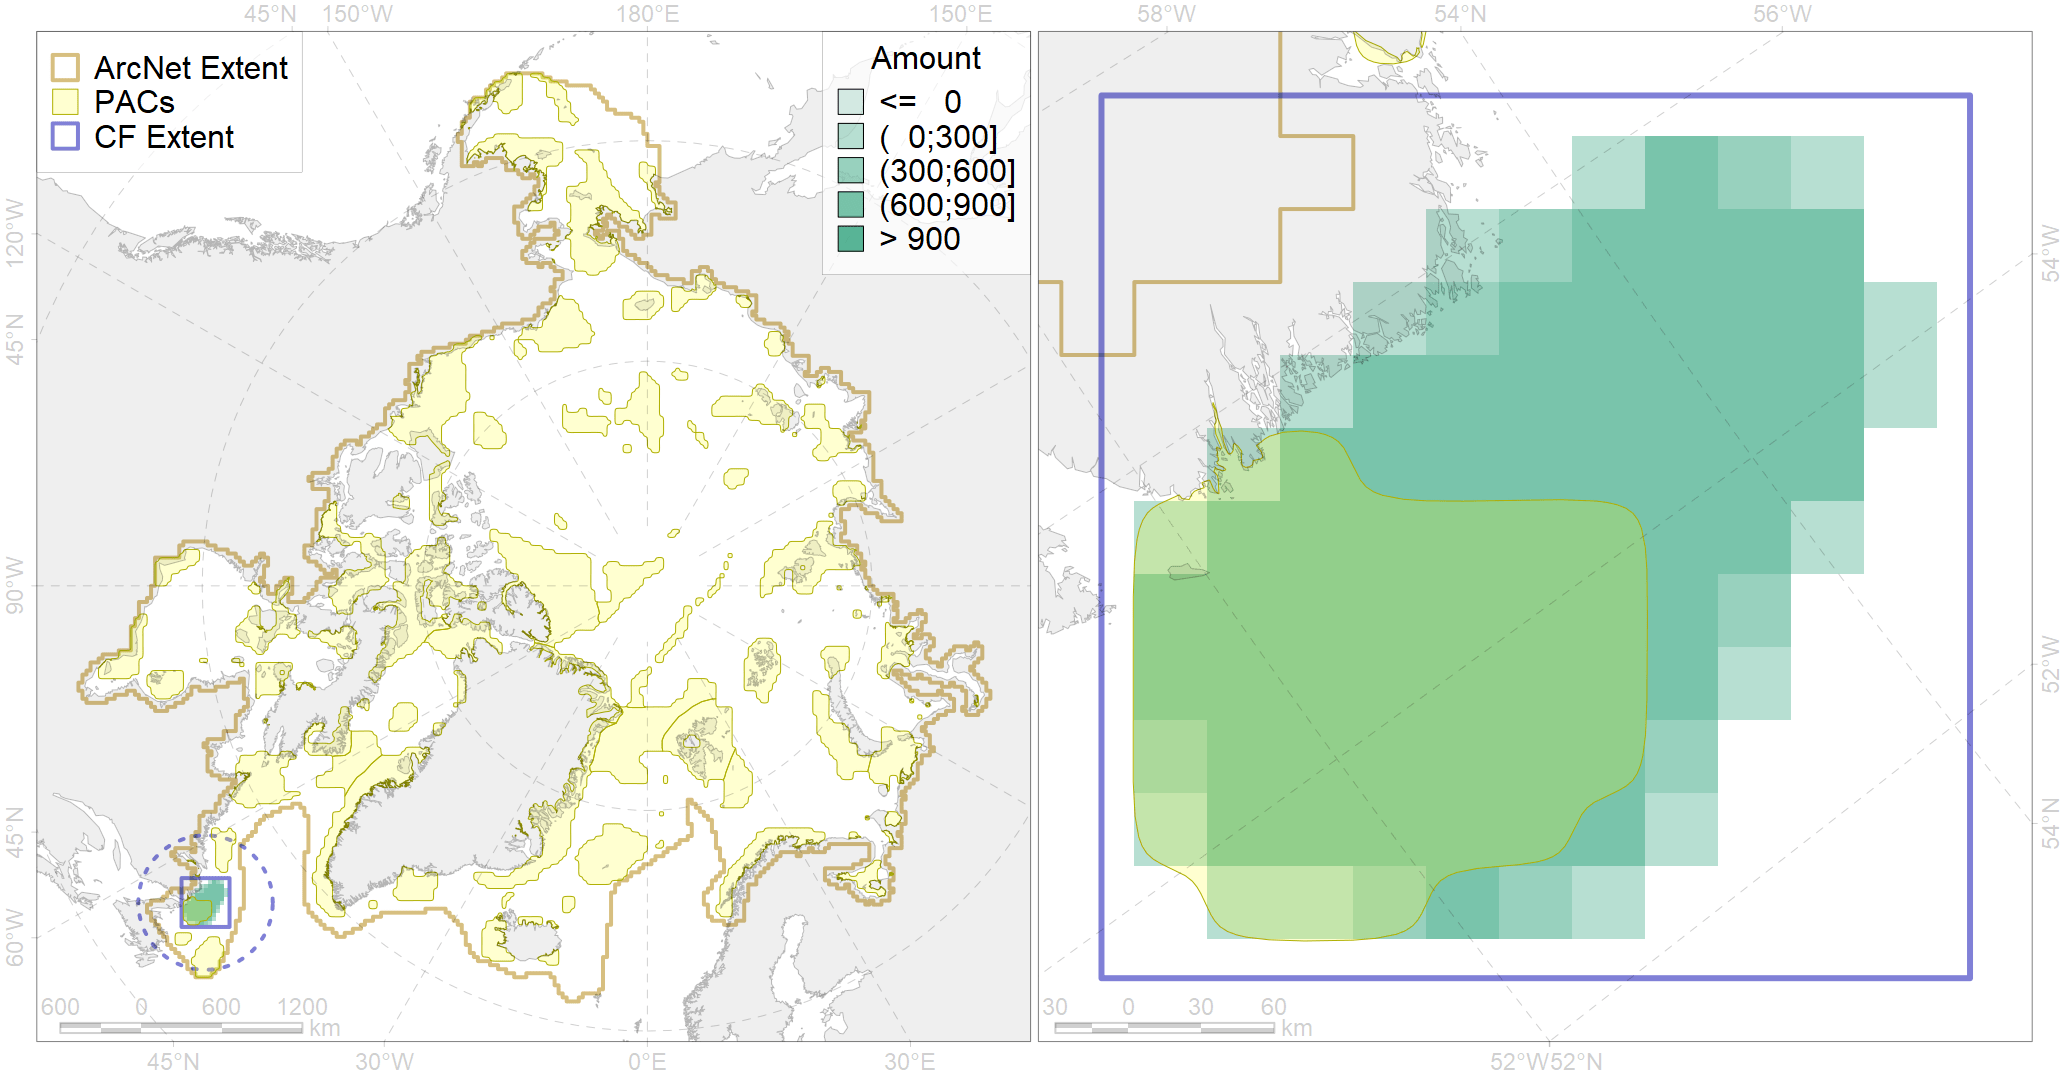 45°N 150°W 180°E 150°E 58°W 54°N 56°W
ArcNet Extent
PACs
CF Extent
Amount
<= 0
( 0;300]
(300;600]
(600;900]
> 900
120°W
45°N
90°W
45°N
60°W
54°W
52°W
54°N
600 0 600 1200
km
30 0 30 60
km
45°N 30°W 0°E 30°E 52°W52°N